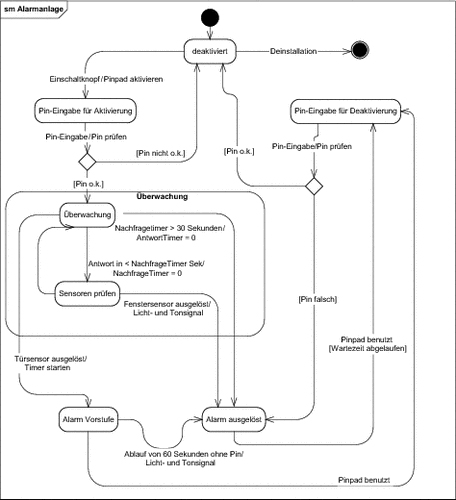 sm Alarmanlage
deaktiviert
Deinstallation
Einschaltknopf/Pinpad aktivieren
Pin-Eingabe für Aktivierung
Pin-Eingabe für Deaktivierung
Pin-Eingabe/Pin prüfen
Pin-Eingabe/Pin prüfen
[Pin nicht o.k.]
[Pin o.k.]
[Pin o.k.]
Überwachung
Überwachung
Nachfragetimer > 30 Sekunden/
AntwortTimer = 0
Antwort in < NachfrageTimer Sek/
NachfrageTimer = 0
Sensoren prüfen
Fenstersensor ausgelöst/
Licht- und Tonsignal
[Pin falsch]
Pinpad benutzt
[Wartezeit abgelaufen]
Türsensor ausgelöst/
Timer starten
Alarm Vorstufe
Alarm ausgelöst
Ablauf von 60 Sekunden ohne Pin/
Licht- und Tonsignal
Pinpad benutzt